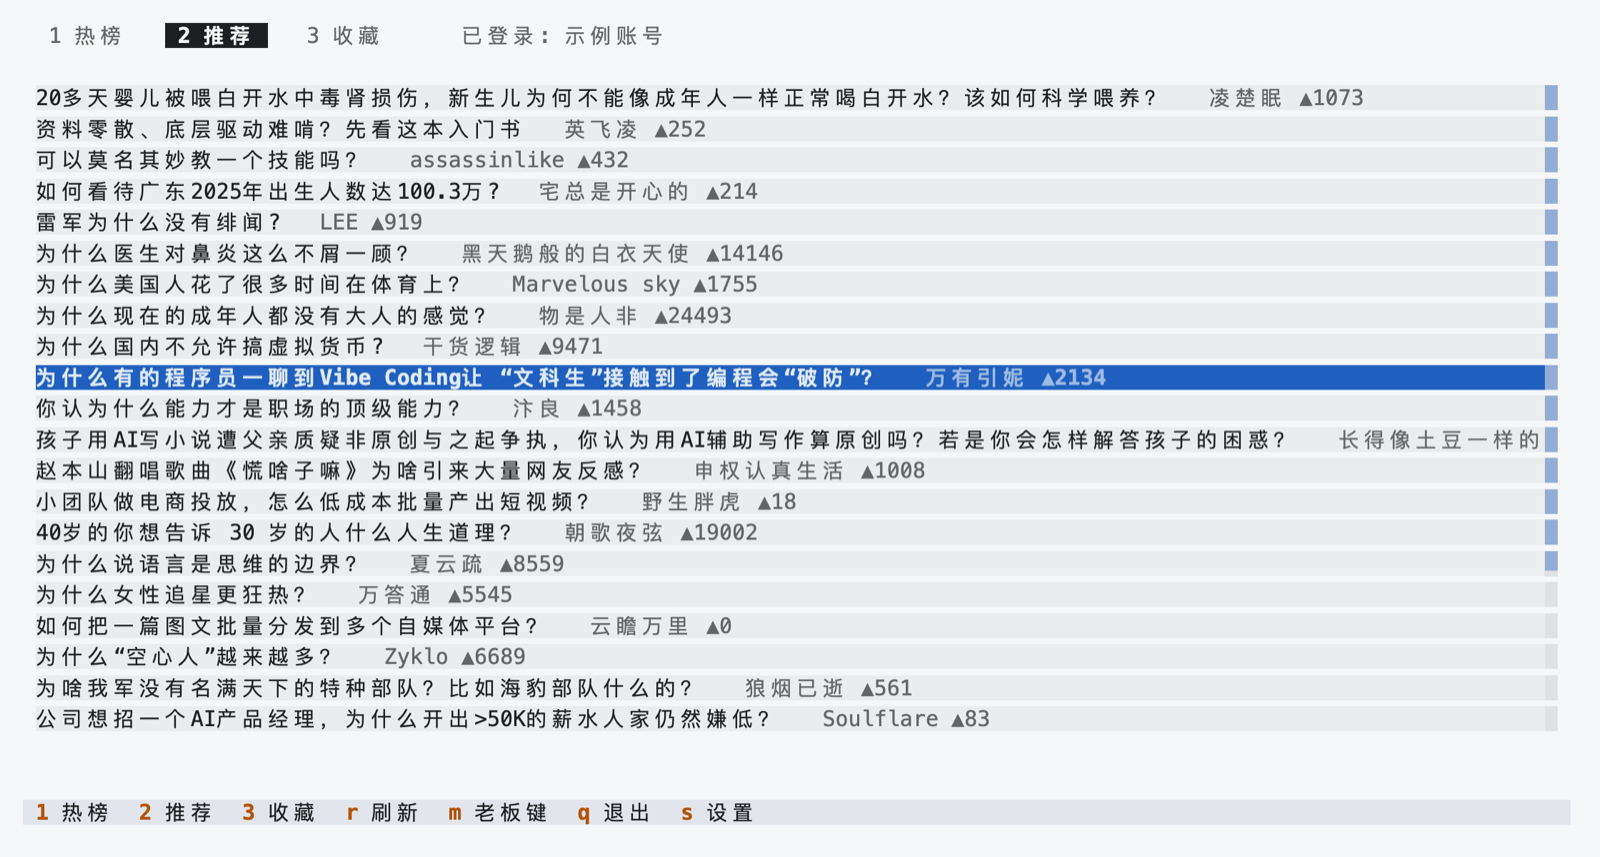 1 热榜 2 推荐 3 收藏 已登录: 示例账号
20多天婴儿被喂白开水中毒肾损伤，新生儿为何不能像成年人一样正常喝白开水？该如何科学喂养？ 凌楚眠 ▲1073
资料零散、底层驱动难啃？先看这本入门书 英飞凌 ▲252
可以莫名其妙教一个技能吗？ assassinlike ▲432
如何看待广东2025年出生人数达100.3万？ 宅总是开心的 ▲214
雷军为什么没有绯闻？ LEE ▲919
为什么医生对鼻炎这么不屑一顾？ 黑天鹅般的白衣天使 ▲14146
为什么美国人花了很多时间在体育上？ Marvelous sky ▲1755
为什么现在的成年人都没有大人的感觉？ 物是人非 ▲24493
为什么国内不允许搞虚拟货币？ 干货逻辑 ▲9471
为什么有的程序员一聊到Vibe Coding让 “文科生”接触到了编程会“破防”？ 万有引妮 ▲2134
你认为什么能力才是职场的顶级能力？ 汴良 ▲1458
孩子用AI写小说遭父亲质疑非原创与之起争执，你认为用AI辅助写作算原创吗？若是你会怎样解答孩子的困惑？ 长得像土豆一样的
赵本山翻唱歌曲《慌啥子嘛》为啥引来大量网友反感？ 申权认真生活 ▲1008
小团队做电商投放，怎么低成本批量产出短视频？ 野生胖虎 ▲18
40岁的你想告诉 30 岁的人什么人生道理？ 朝歌夜弦 ▲19002
为什么说语言是思维的边界？ 夏云疏 ▲8559
为什么女性追星更狂热？ 万答通 ▲5545
如何把一篇图文批量分发到多个自媒体平台？ 云瞻万里 ▲0
为什么“空心人”越来越多？ Zyklo ▲6689
为啥我军没有名满天下的特种部队？比如海豹部队什么的？ 狼烟已逝 ▲561
公司想招一个AI产品经理，为什么开出>50K的薪水人家仍然嫌低？ Soulflare ▲83
1 热榜 2 推荐 3 收藏 r 刷新 m 老板键 q 退出 s 设置